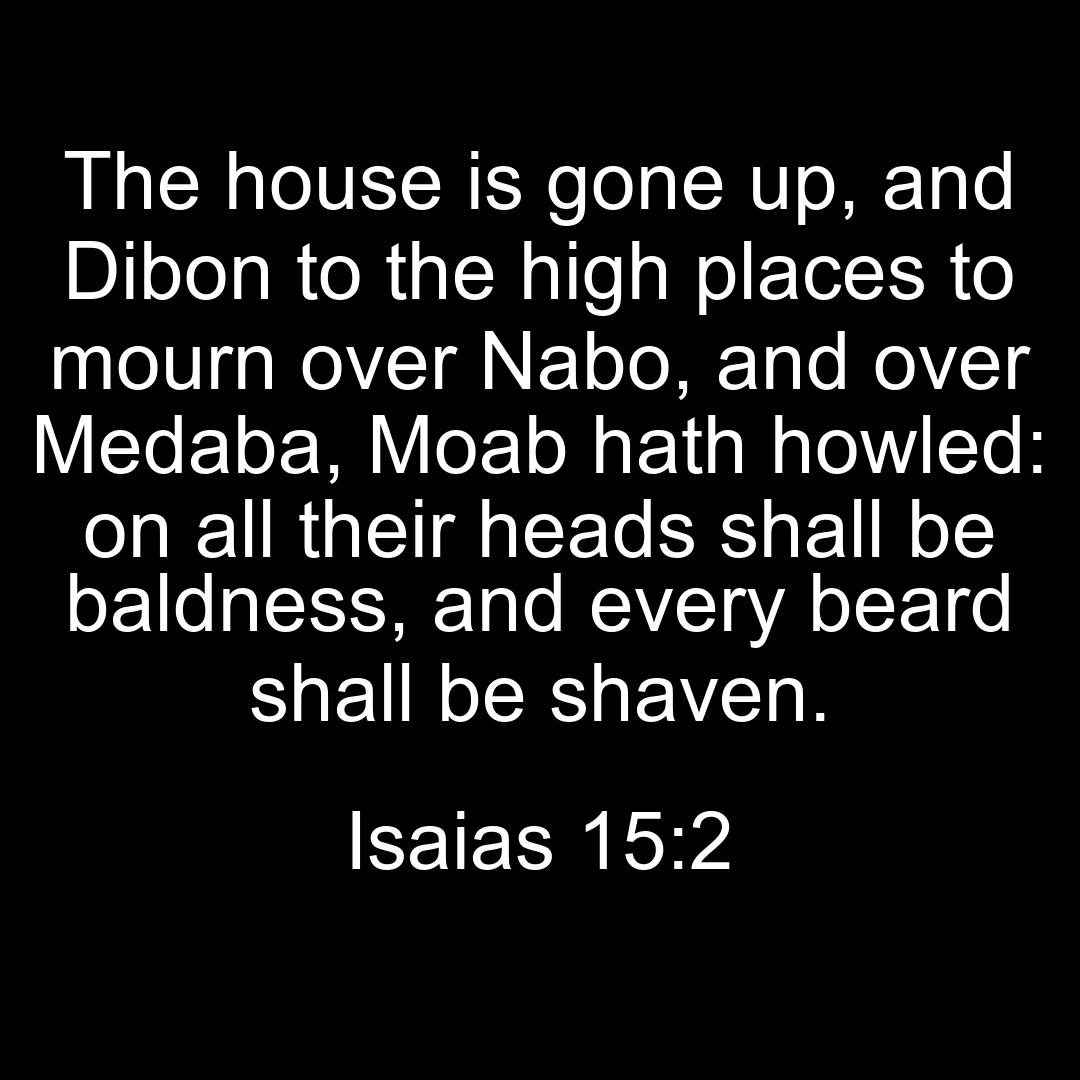 The house is gone up, and
Dibon to the high places to
mourn over Nabo, and over
Medaba, Moab hath howled:
on all their heads shall be
baldness, and every beard
shall be shaven.
Isaias 15:2